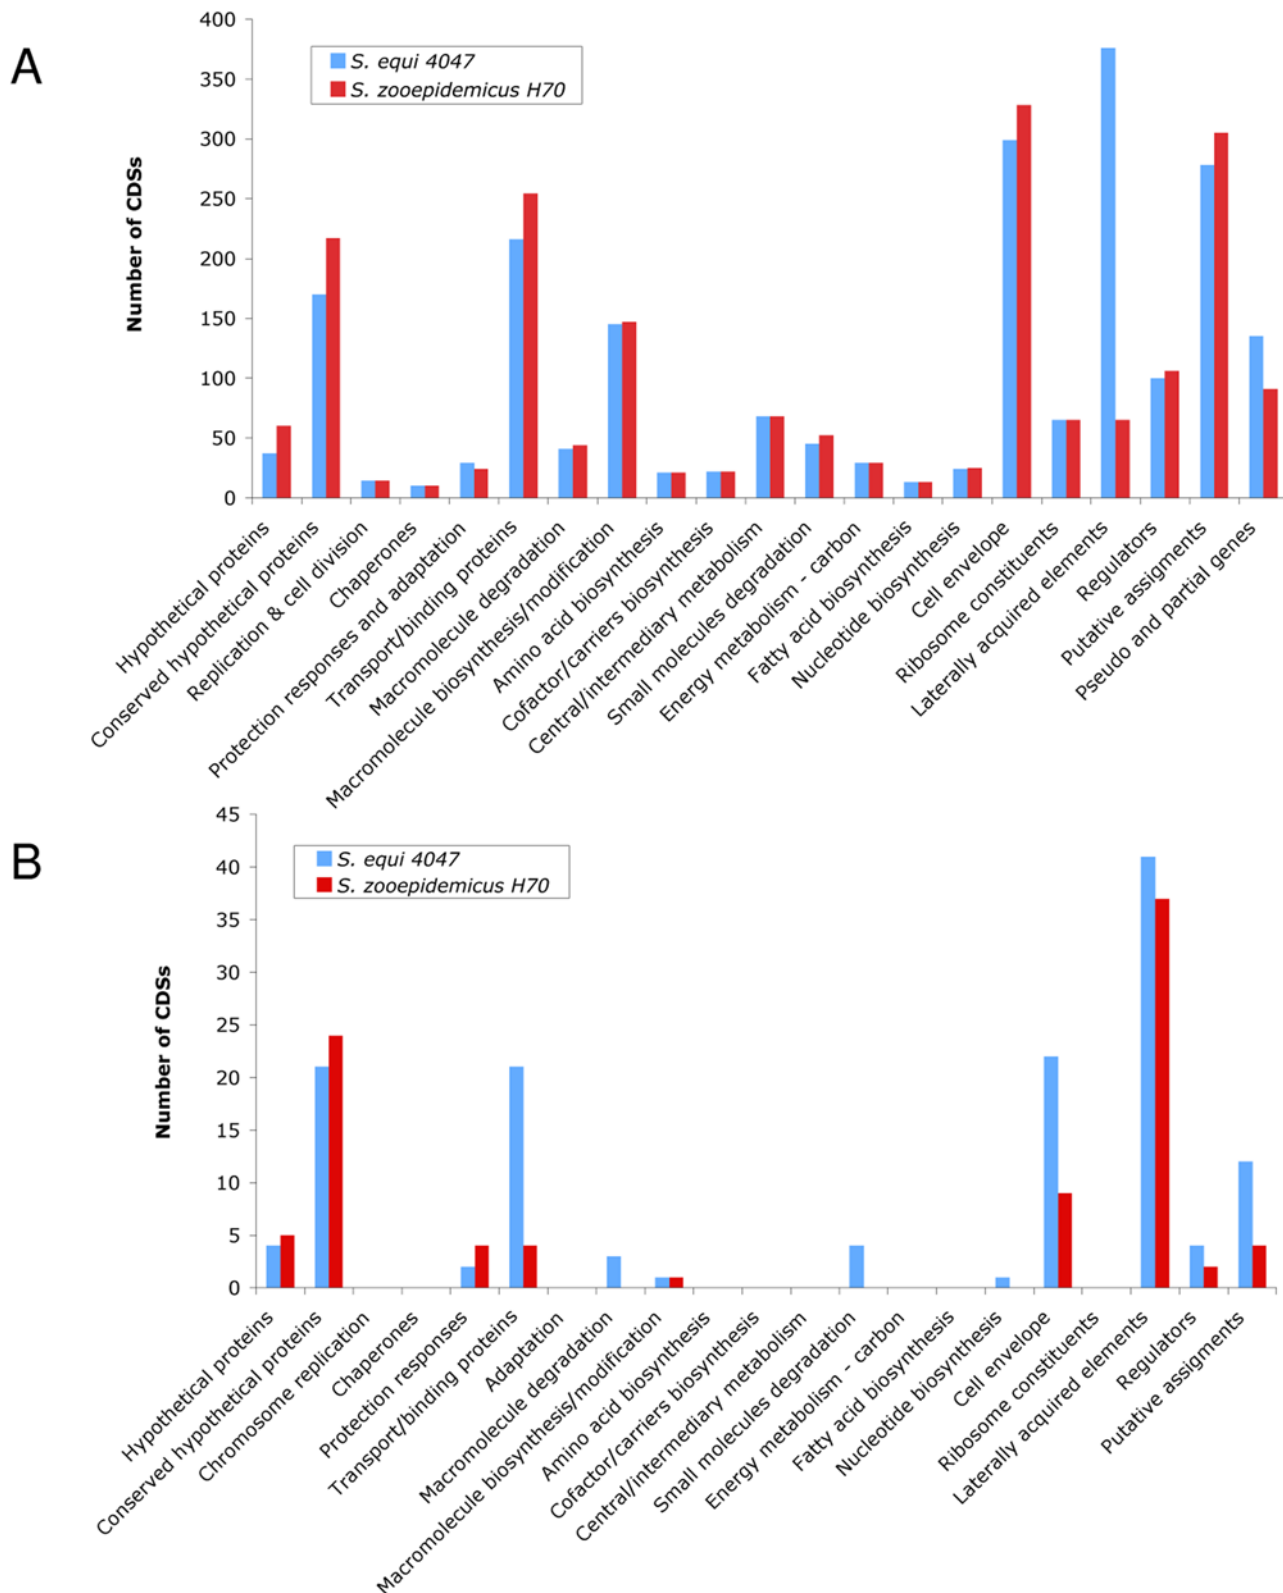 A
400
350
300
250
200
150
100
50
0
Number of CDSs
S. equi 4047
S. zooepidemicus H70
Hypothetical proteins
Conserved hypothetical proteins
Replication & cell division
Chaperones
Protection responses and adaptation
Transport/binding proteins
Macromolecule degradation
Macromolecule biosynthesis/modification
Amino acid biosynthesis
Cofactor/carriers biosynthesis
Central/intermediary metabolism
Small molecules degradation
Energy metabolism - carbon
Fatty acid biosynthesis
Nucleotide biosynthesis
Cell envelope
Ribosome constituents
Laterally acquired elements
Regulators
Putative assigments
Pseudo and partial genes
B
45
40
35
30
25
20
15
10
5
0
Number of CDSs
S. equi 4047
S. zooepidemicus H70
Hypothetical proteins
Conserved hypothetical proteins
Chromosome replication
Chaperones
Protection responses
Transport/binding proteins
Adaptation
Macromolecule degradation
Macromolecule biosynthesis/modification
Amino acid biosynthesis
Cofactor/carriers biosynthesis
Central/intermediary metabolism
Small molecules degradation
Energy metabolism - carbon
Fatty acid biosynthesis
Nucleotide biosynthesis
Cell envelope
Ribosome constituents
Laterally acquired elements
Regulators
Putative assigments